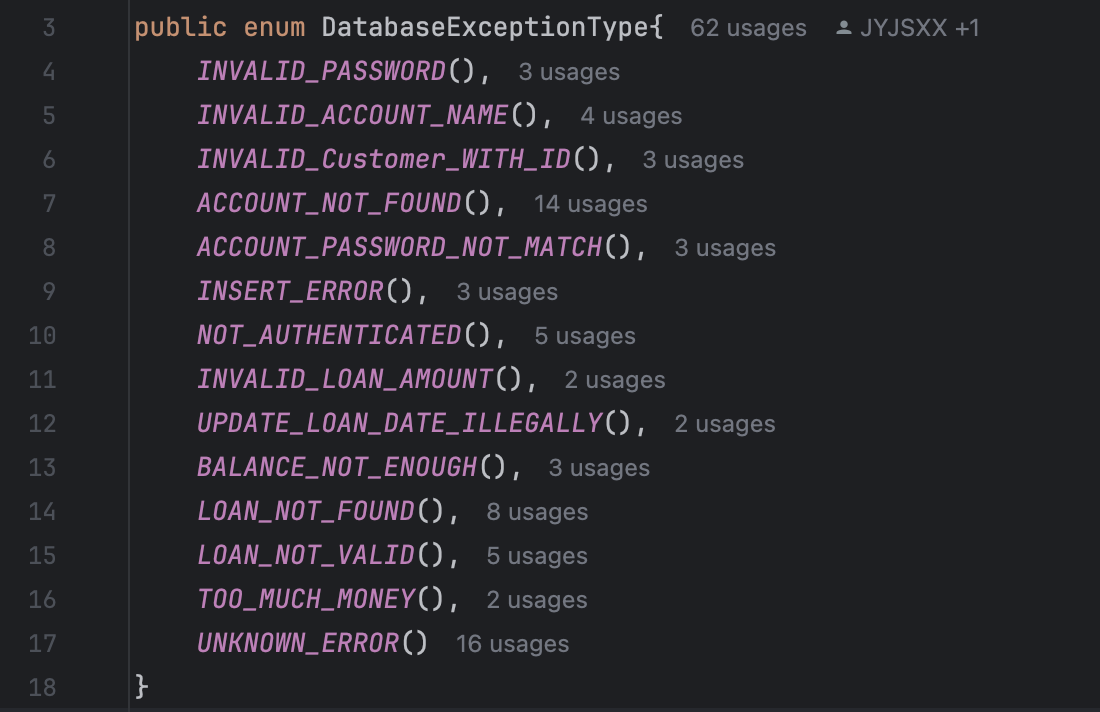 3 public enum DatabaseExceptionType{ 62 usages JYJSXX +1
4 INVALID_PASSWORD(), 3 usages
5 INVALID_ACCOUNT_NAME(), 4 usages
6 INVALID_Customer_WITH_ID(), 3 usages
7 ACCOUNT_NOT_FOUND(), 14 usages
8 ACCOUNT_PASSWORD_NOT_MATCH(), 3 usages
9 INSERT_ERROR(), 3 usages
10 NOT_AUTHENTICATED(), 5 usages
11 INVALID_LOAN_AMOUNT(), 2 usages
12 UPDATE_LOAN_DATE_ILLEGALLY(), 2 usages
13 BALANCE_NOT_ENOUGH(), 3 usages
14 LOAN_NOT_FOUND(), 8 usages
15 LOAN_NOT_VALID(), 5 usages
16 TOO_MUCH_MONEY(), 2 usages
17 UNKNOWN_ERROR() 16 usages
18 }